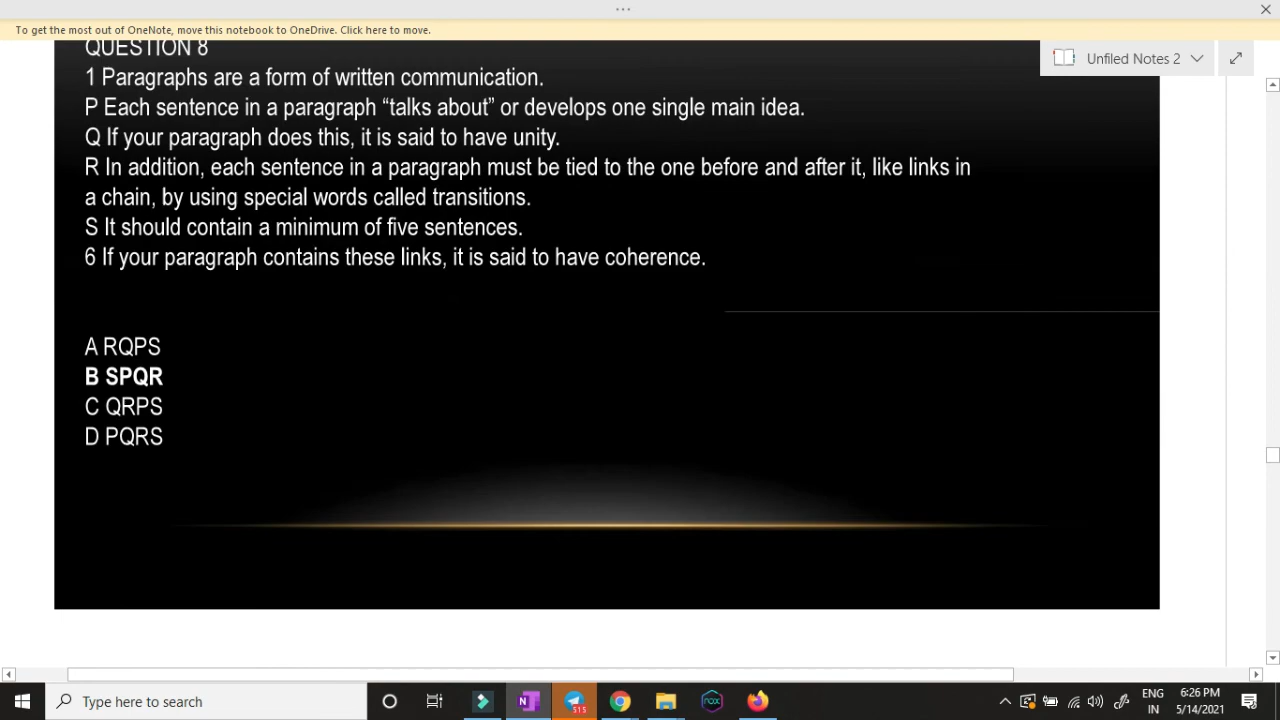 To get the most out of OneNote, move this notebook to OneDrive. Click here to move.
Unfiled Notes 2
QUESTION 8
1 Paragraphs are a form of written communication.
P Each sentence in a paragraph “talks about” or develops one single main idea.
Q If your paragraph does this, it is said to have unity.
R In addition, each sentence in a paragraph must be tied to the one before and after it, like links in
a chain, by using special words called transitions.
S It should contain a minimum of five sentences.
6 If your paragraph contains these links, it is said to have coherence.
A RQPS
B SPQR
C QRPS
D PQRS
Type here to search
N
515
nox
ENG
IN
6:26 PM
5/14/2021